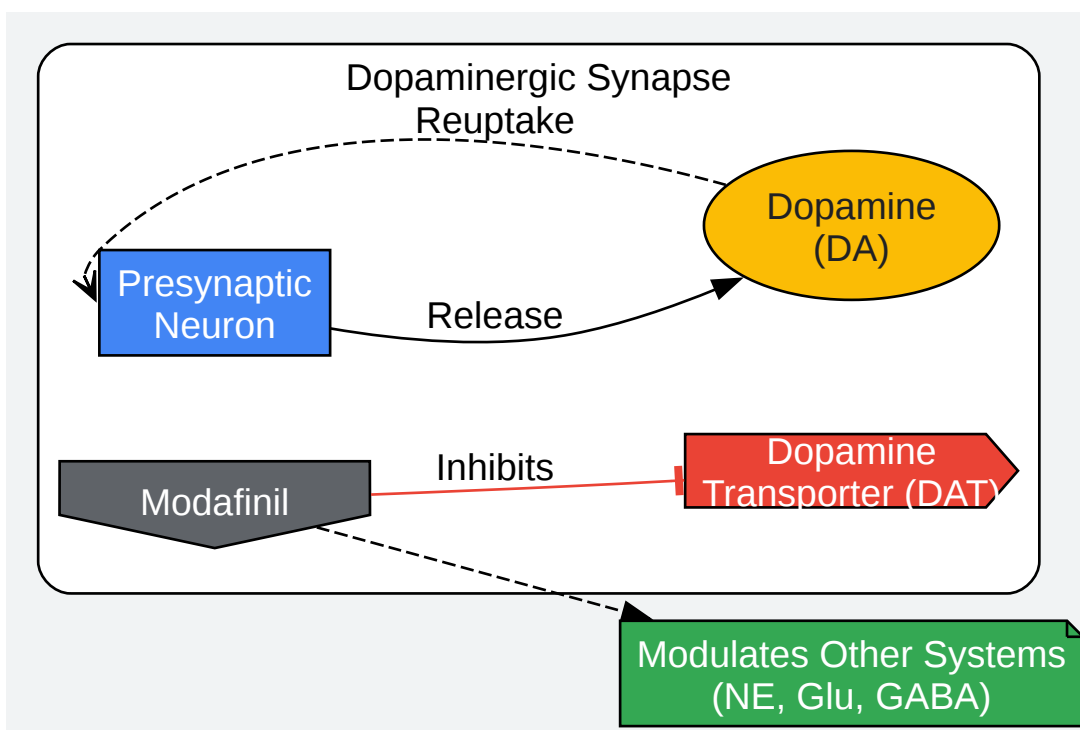 Dopaminergic Synapse
Reuptake
Dopamine
(DA)
Presynaptic
Neuron
Release
Inhibits
Dopamine
Transporter (DAT)
Modafinil
Modulates Other Systems
(NE, Glu, GABA)